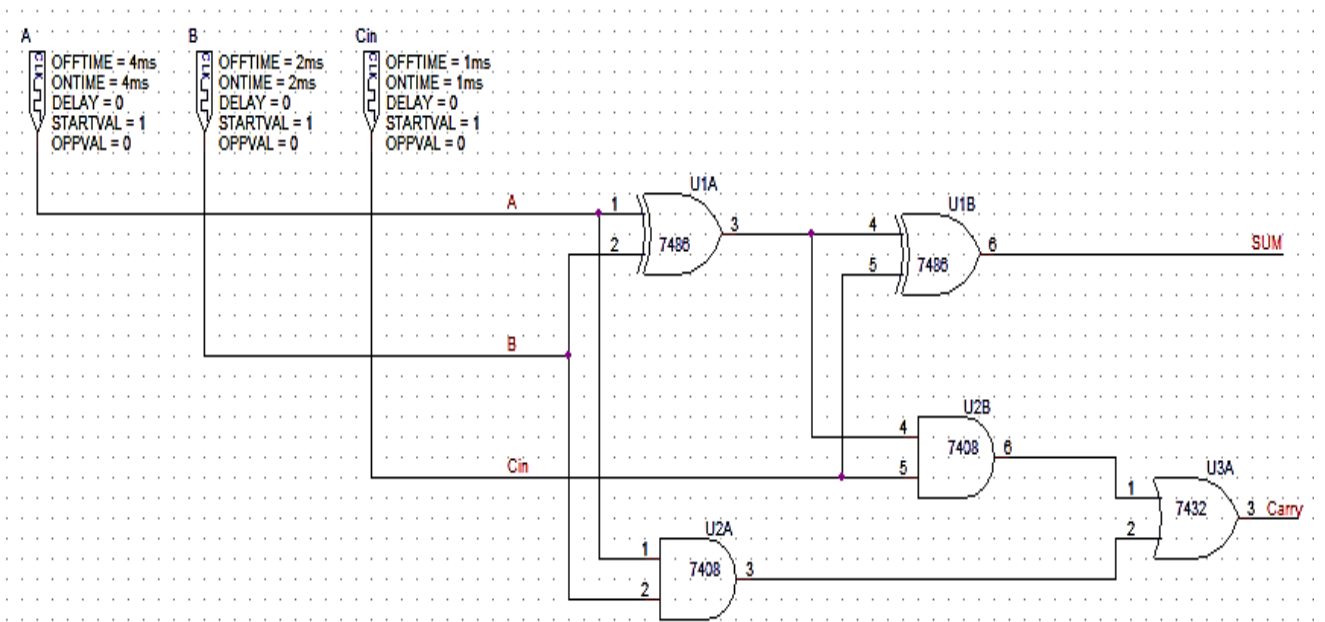 A
B
Cin
CLK
OFFTIME = 4ms
ONTIME = 4ms
DELAY = 0
STARTVAL = 1
OPPVAL = 0
CLK
OFFTIME = 2ms
ONTIME = 2ms
DELAY = 0
STARTVAL = 1
OPPVAL = 0
CLK
OFFTIME = 1ms
ONTIME = 1ms
DELAY = 0
STARTVAL = 1
OPPVAL = 0
A
1
2
U1A
7486
3
4
5
U1B
7486
6
SUM
B
Cin
4
5
U2B
7408
6
1
2
U2A
7408
3
1
2
U3A
7432
3
Carry